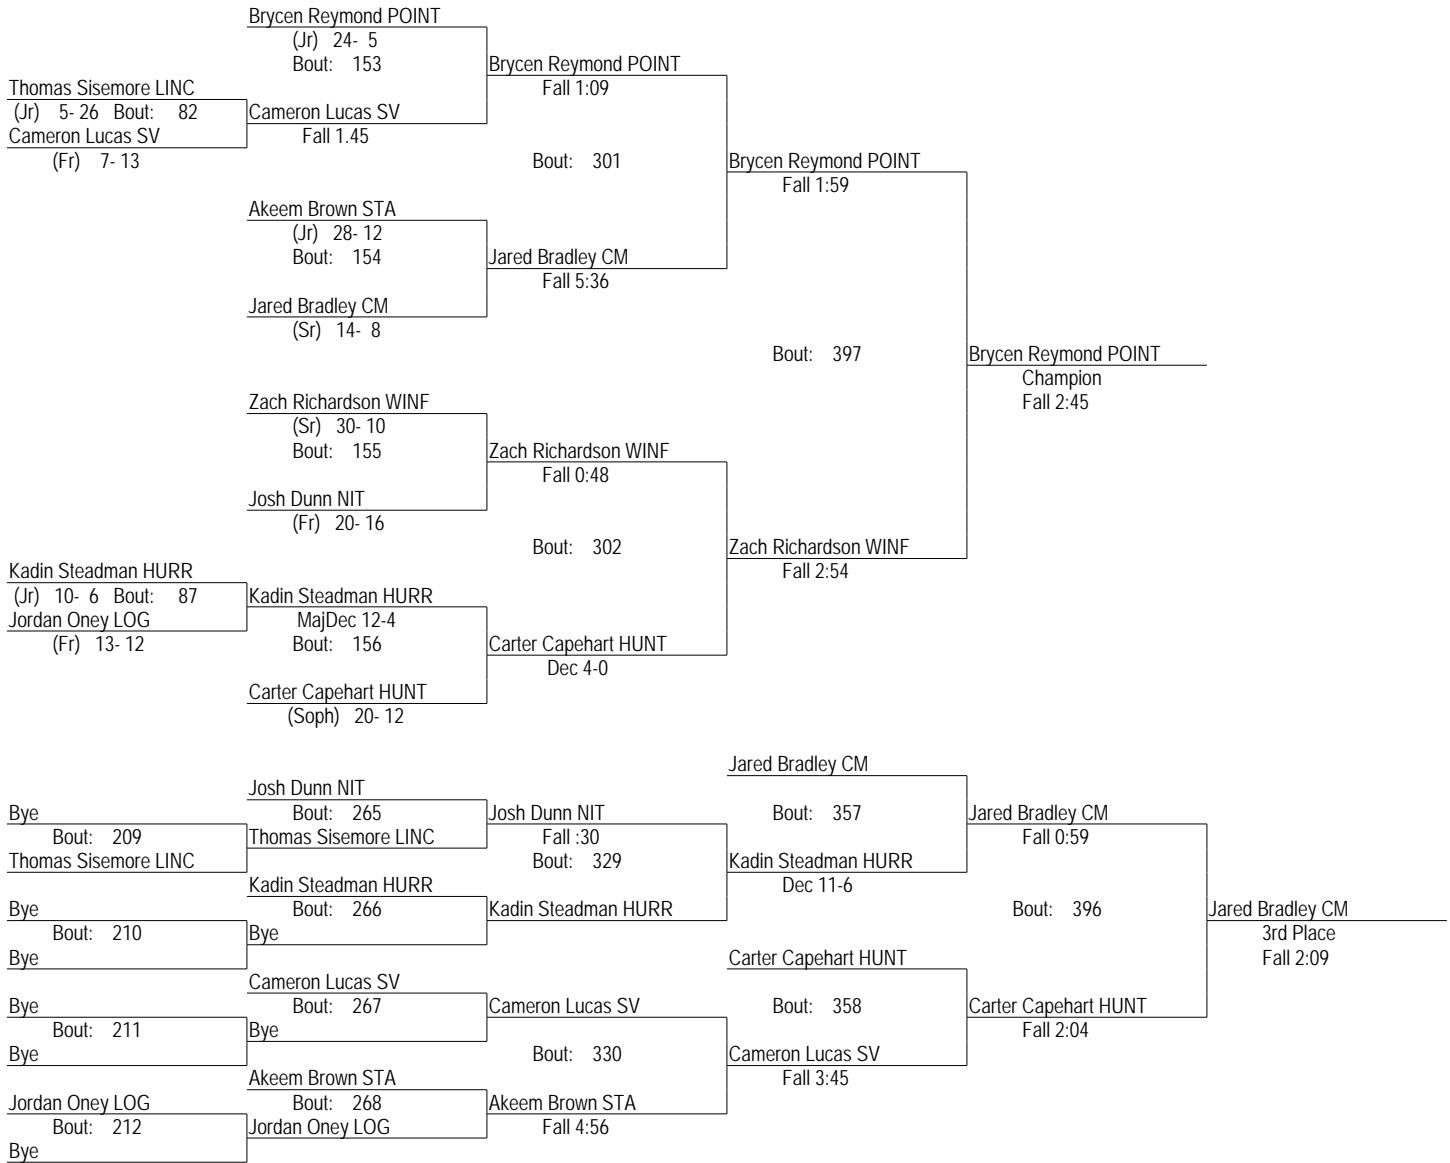 Brycen Reymond POINT
(Jr) 24- 5
Bout: 153
Brycen Reymond POINT
Fall 1:09
Thomas Sisemore LINC
(Jr) 5- 26 Bout: 82
Cameron Lucas SV
Cameron Lucas SV
Fall 1.45
(Fr) 7- 13
Bout: 301
Brycen Reymond POINT
Fall 1:59
Akeem Brown STA
(Jr) 28- 12
Bout: 154
Jared Bradley CM
Fall 5:36
Jared Bradley CM
(Sr) 14- 8
Bout: 397
Brycen Reymond POINT
Champion
Fall 2:45
Zach Richardson WINF
(Sr) 30- 10
Bout: 155
Zach Richardson WINF
Fall 0:48
Josh Dunn NIT
(Fr) 20- 16
Bout: 302
Zach Richardson WINF
Fall 2:54
Kadin Steadman HURR
(Jr) 10- 6 Bout: 87
Kadin Steadman HURR
Jordan Oney LOG
MajDec 12-4
(Fr) 13- 12
Bout: 156
Carter Capehart HUNT
Dec 4-0
Carter Capehart HUNT
(Soph) 20- 12
Jared Bradley CM
Josh Dunn NIT
Bye
Bout: 265
Josh Dunn NIT
Bout: 357
Jared Bradley CM
Bout: 209
Thomas Sisemore LINC
Fall :30
Fall 0:59
Thomas Sisemore LINC
Bout: 329
Kadin Steadman HURR
Kadin Steadman HURR
Dec 11-6
Bye
Bout: 266
Kadin Steadman HURR
Bout: 396
Jared Bradley CM
Bout: 210
Bye
3rd Place
Bye
Carter Capehart HUNT
Fall 2:09
Cameron Lucas SV
Bye
Bout: 267
Cameron Lucas SV
Bout: 358
Carter Capehart HUNT
Bout: 211
Bye
Fall 2:04
Bye
Bout: 330
Cameron Lucas SV
Akeem Brown STA
Fall 3:45
Jordan Oney LOG
Bout: 268
Akeem Brown STA
Bout: 212
Jordan Oney LOG
Fall 4:56
Bye